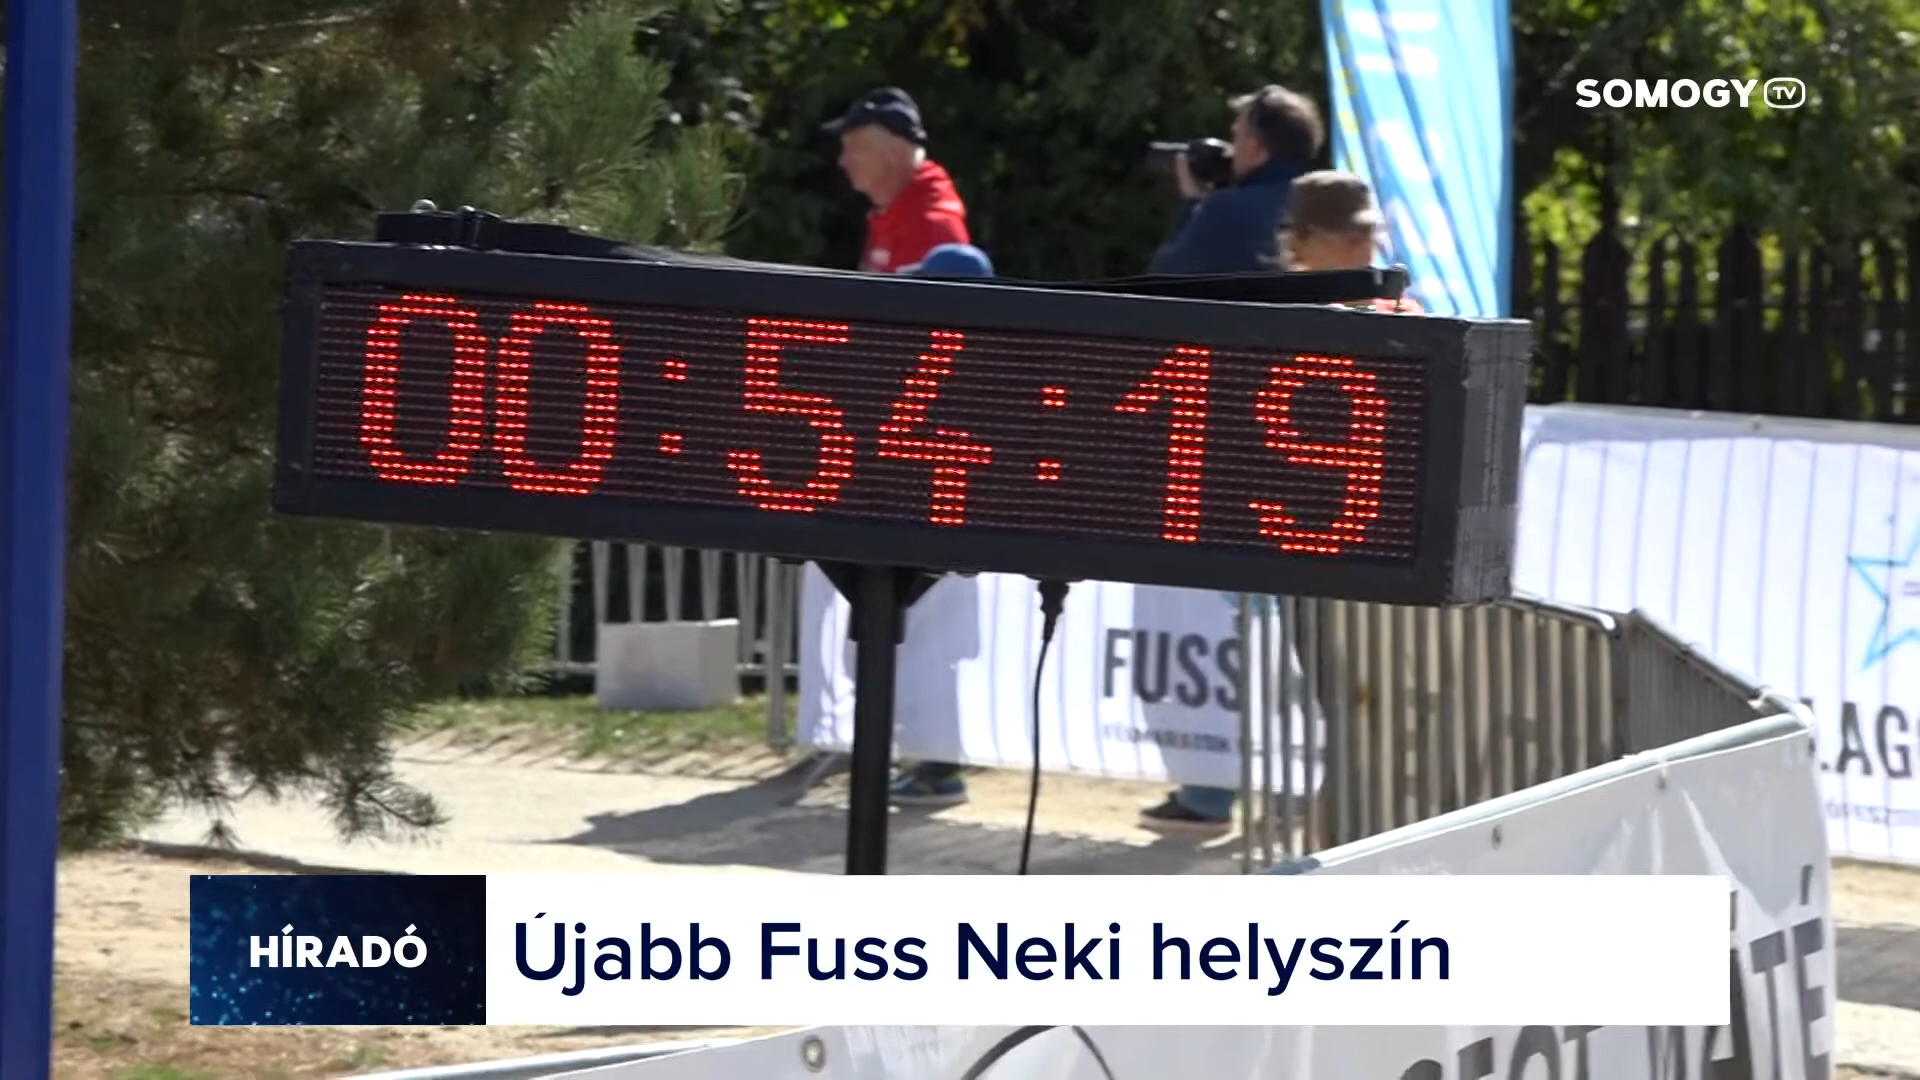 SOMOGY TV
00:54:19
FUSS
HÍRADÓ
Újabb Fuss Neki helyszín